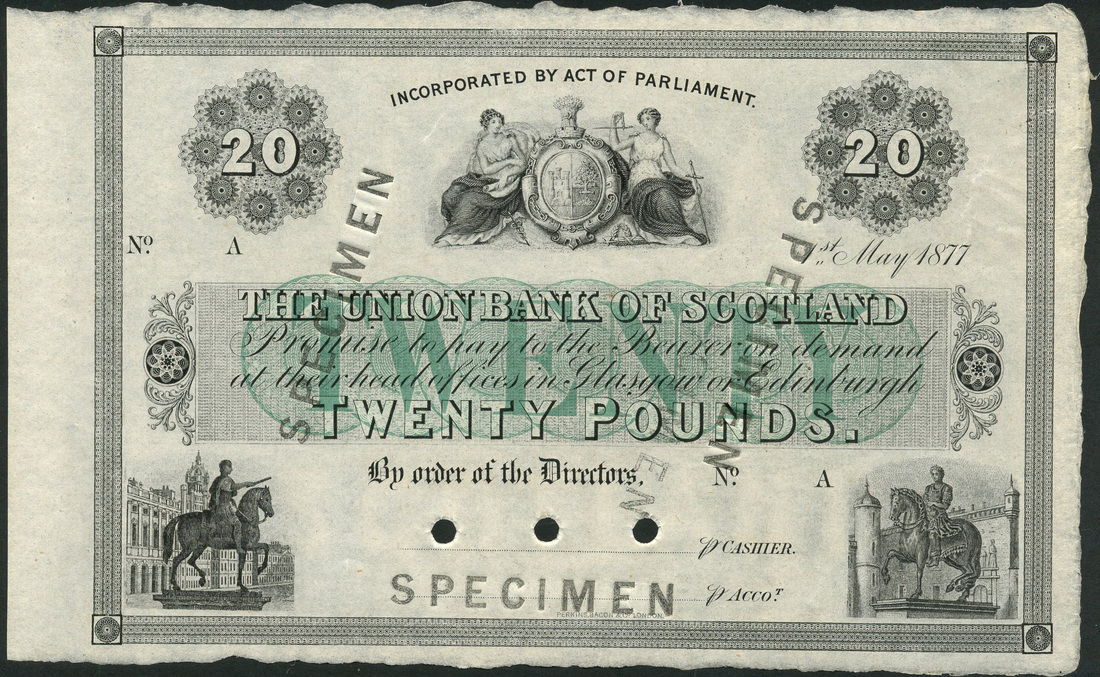 INCORPORATED BY ACT OF PARLIAMENT.
20 20
No. A
1st May 1877
THE UNION BANK OF SCOTLAND
TWENTY
Promise to pay to the Bearer on demand
at their head offices in Glasgow or Edinburgh
TWENTY POUNDS.
By order of the Directors,
No. A
p CASHIER.
p ACCOT
PERKINS, BACON & CO. LONDON.
SPECIMEN
SPECIMEN
SPECIMEN
EN